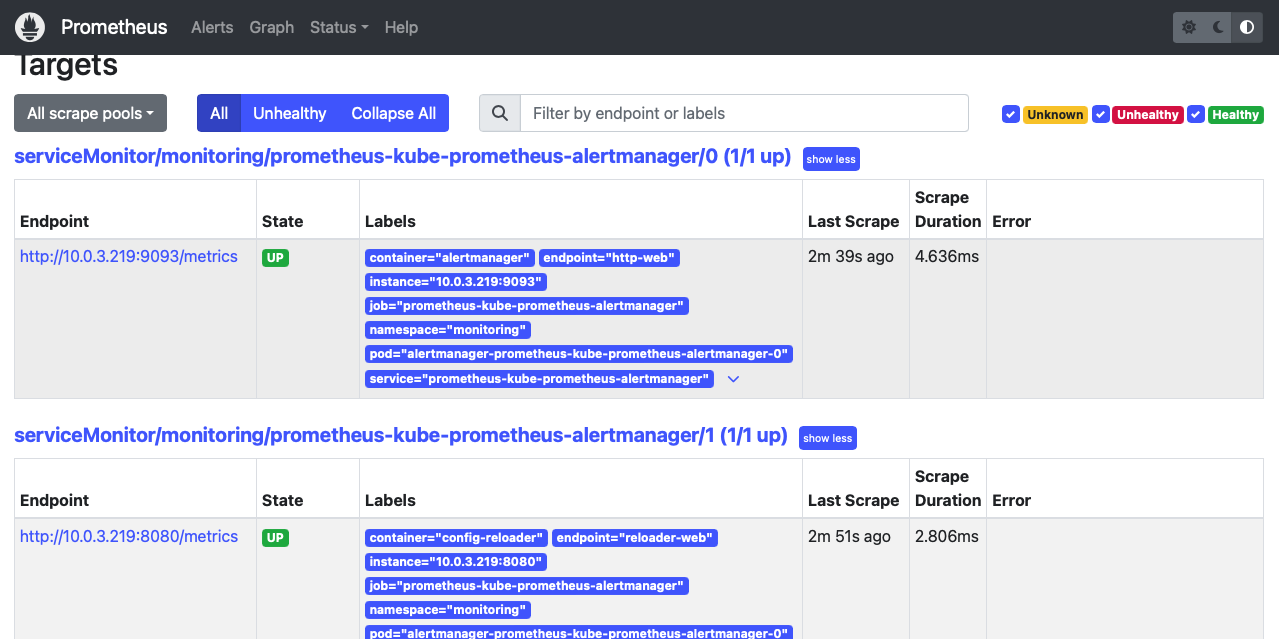 Prometheus Alerts Graph Status Help
Targets
All scrape pools All Unhealthy Collapse All Filter by endpoint or labels Unknown Unhealthy Healthy
serviceMonitor/monitoring/prometheus-kube-prometheus-alertmanager/0 (1/1 up) show less
Endpoint State Labels Last Scrape Scrape Duration Error
http://10.0.3.219:9093/metrics UP container="alertmanager" endpoint="http-web" 2m 39s ago 4.636ms
instance="10.0.3.219:9093"
job="prometheus-kube-prometheus-alertmanager"
namespace="monitoring"
pod="alertmanager-prometheus-kube-prometheus-alertmanager-0"
service="prometheus-kube-prometheus-alertmanager"
serviceMonitor/monitoring/prometheus-kube-prometheus-alertmanager/1 (1/1 up) show less
Endpoint State Labels Last Scrape Scrape Duration Error
http://10.0.3.219:8080/metrics UP container="config-reloader" endpoint="reloader-web" 2m 51s ago 2.806ms
instance="10.0.3.219:8080"
job="prometheus-kube-prometheus-alertmanager"
namespace="monitoring"
pod="alertmanager-prometheus-kube-prometheus-alertmanager-0"